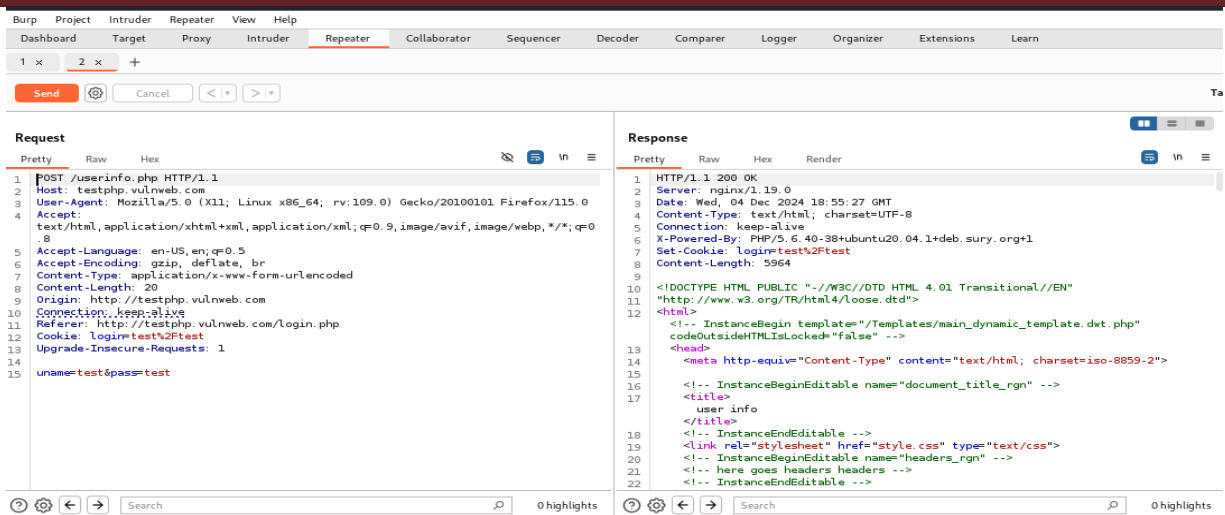 Burp Project Intruder Repeater View Help
Dashboard Target Proxy Intruder Repeater Collaborator Sequencer Decoder Comparer Logger Organizer Extensions Learn
1 × 2 × +
Send Cancel < >
Ta
Request
Pretty Raw Hex \n
1 POST /userinfo.php HTTP/1.1
2 Host: testphp.vulnweb.com
3 User-Agent: Mozilla/5.0 (X11; Linux x86_64; rv:109.0) Gecko/20100101 Firefox/115.0
4 Accept:
text/html,application/xhtml+xml,application/xml;q=0.9,image/avif,image/webp,*/*;q=0
.8
5 Accept-Language: en-US,en;q=0.5
6 Accept-Encoding: gzip, deflate, br
7 Content-Type: application/x-www-form-urlencoded
8 Content-Length: 20
9 Origin: http://testphp.vulnweb.com
10 Connection: keep-alive
11 Referer: http://testphp.vulnweb.com/login.php
12 Cookie: login=test%2Ftest
13 Upgrade-Insecure-Requests: 1
14
15 uname=test&pass=test
Search 0 highlights
Response
Pretty Raw Hex Render \n
1 HTTP/1.1 200 OK
2 Server: nginx/1.19.0
3 Date: Wed, 04 Dec 2024 18:55:27 GMT
4 Content-Type: text/html; charset=UTF-8
5 Connection: keep-alive
6 X-Powered-By: PHP/5.6.40-38+ubuntu20.04.1+deb.sury.org+1
7 Set-Cookie: login=test%2Ftest
8 Content-Length: 5964
9
10 <!DOCTYPE HTML PUBLIC "-//W3C//DTD HTML 4.01 Transitional//EN"
11 "http://www.w3.org/TR/html4/loose.dtd">
12 <html>
<!-- InstanceBegin template="/Templates/main_dynamic_template.dwt.php"
codeOutsideHTMLIsLocked="false" -->
13 <head>
14 <meta http-equiv="Content-Type" content="text/html; charset=iso-8859-2">
15
16 <!-- InstanceBeginEditable name="document_title_rgn" -->
17 <title>
user info
</title>
18 <!-- InstanceEndEditable -->
19 <link rel="stylesheet" href="style.css" type="text/css">
20 <!-- InstanceBeginEditable name="headers_rgn" -->
21 <!-- here goes headers headers -->
22 <!-- InstanceEndEditable -->
Search 0 highlights